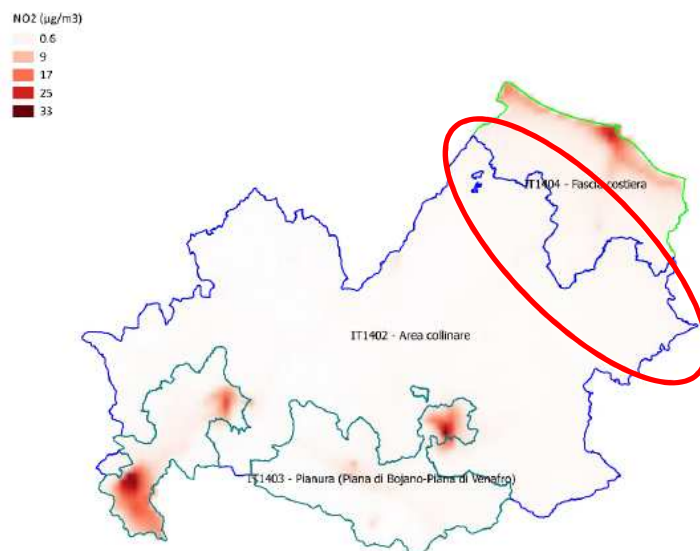 NO2 (µg/m3)
0.6
9
17
25
33
IT1404 - Fascia costiera
IT1402 - Area collinare
IT1403 - Pianura (Piana di Bojano-Piana di Venafro)